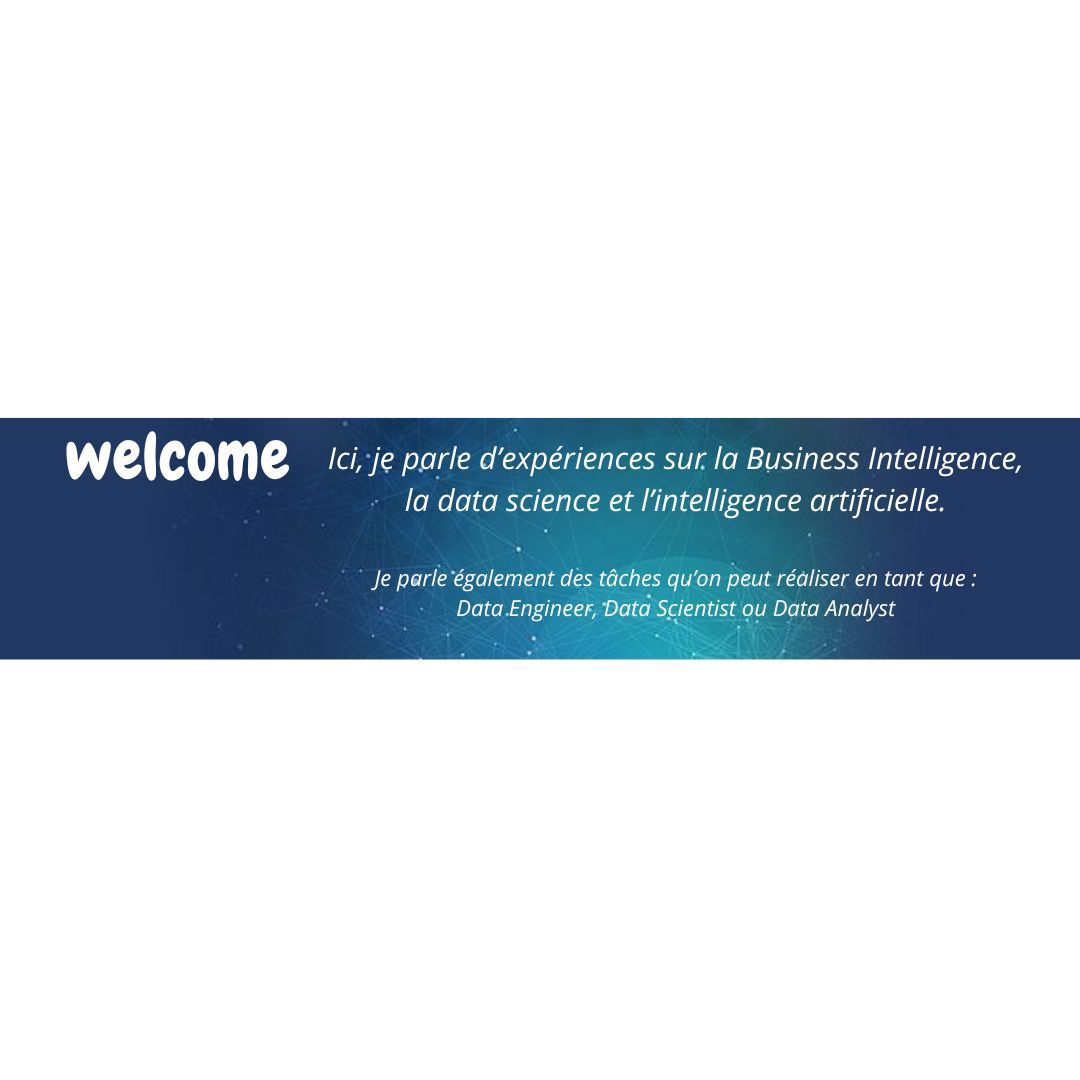 welcome
Ici, je parle d’expériences sur la Business Intelligence,
la data science et l’intelligence artificielle.
Je parle également des tâches qu’on peut réaliser en tant que :
Data Engineer, Data Scientist ou Data Analyst